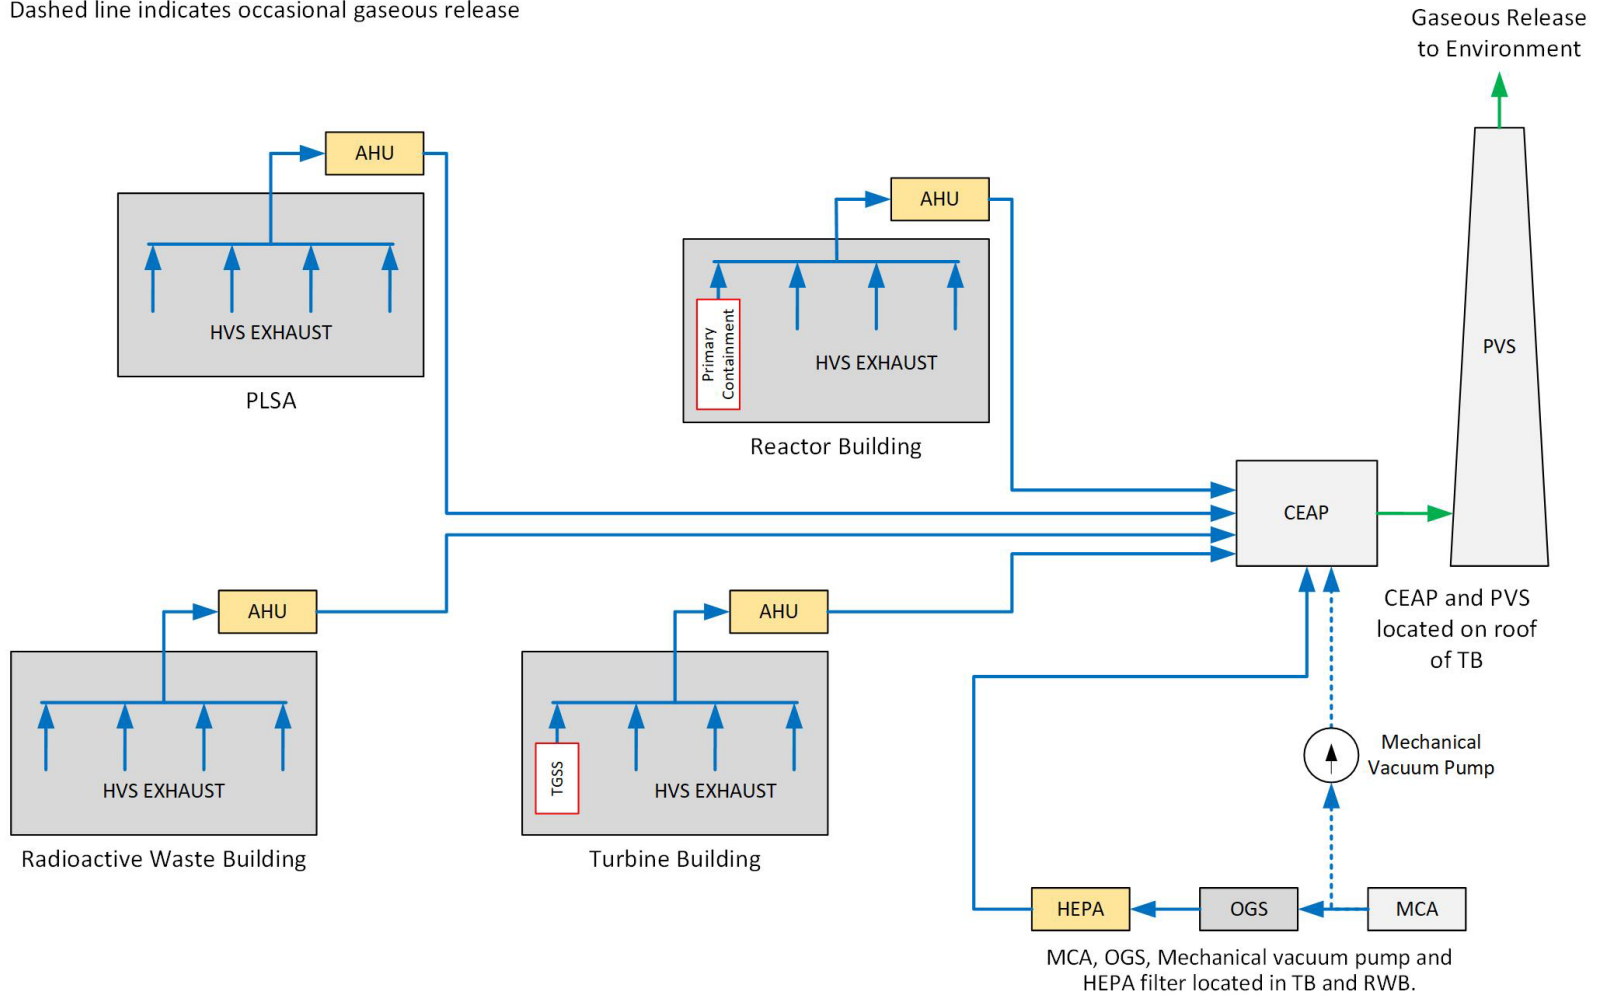 Dashed line indicates occasional gaseous release
Gaseous Release
to Environment
AHU
HVS EXHAUST
PLSA
AHU
Primary
Containment
HVS EXHAUST
Reactor Building
CEAP
PVS
CEAP and PVS
located on roof
of TB
AHU
HVS EXHAUST
Radioactive Waste Building
AHU
TGSS
HVS EXHAUST
Turbine Building
Mechanical
Vacuum Pump
HEPA
OGS
MCA
MCA, OGS, Mechanical vacuum pump and
HEPA filter located in TB and RWB.